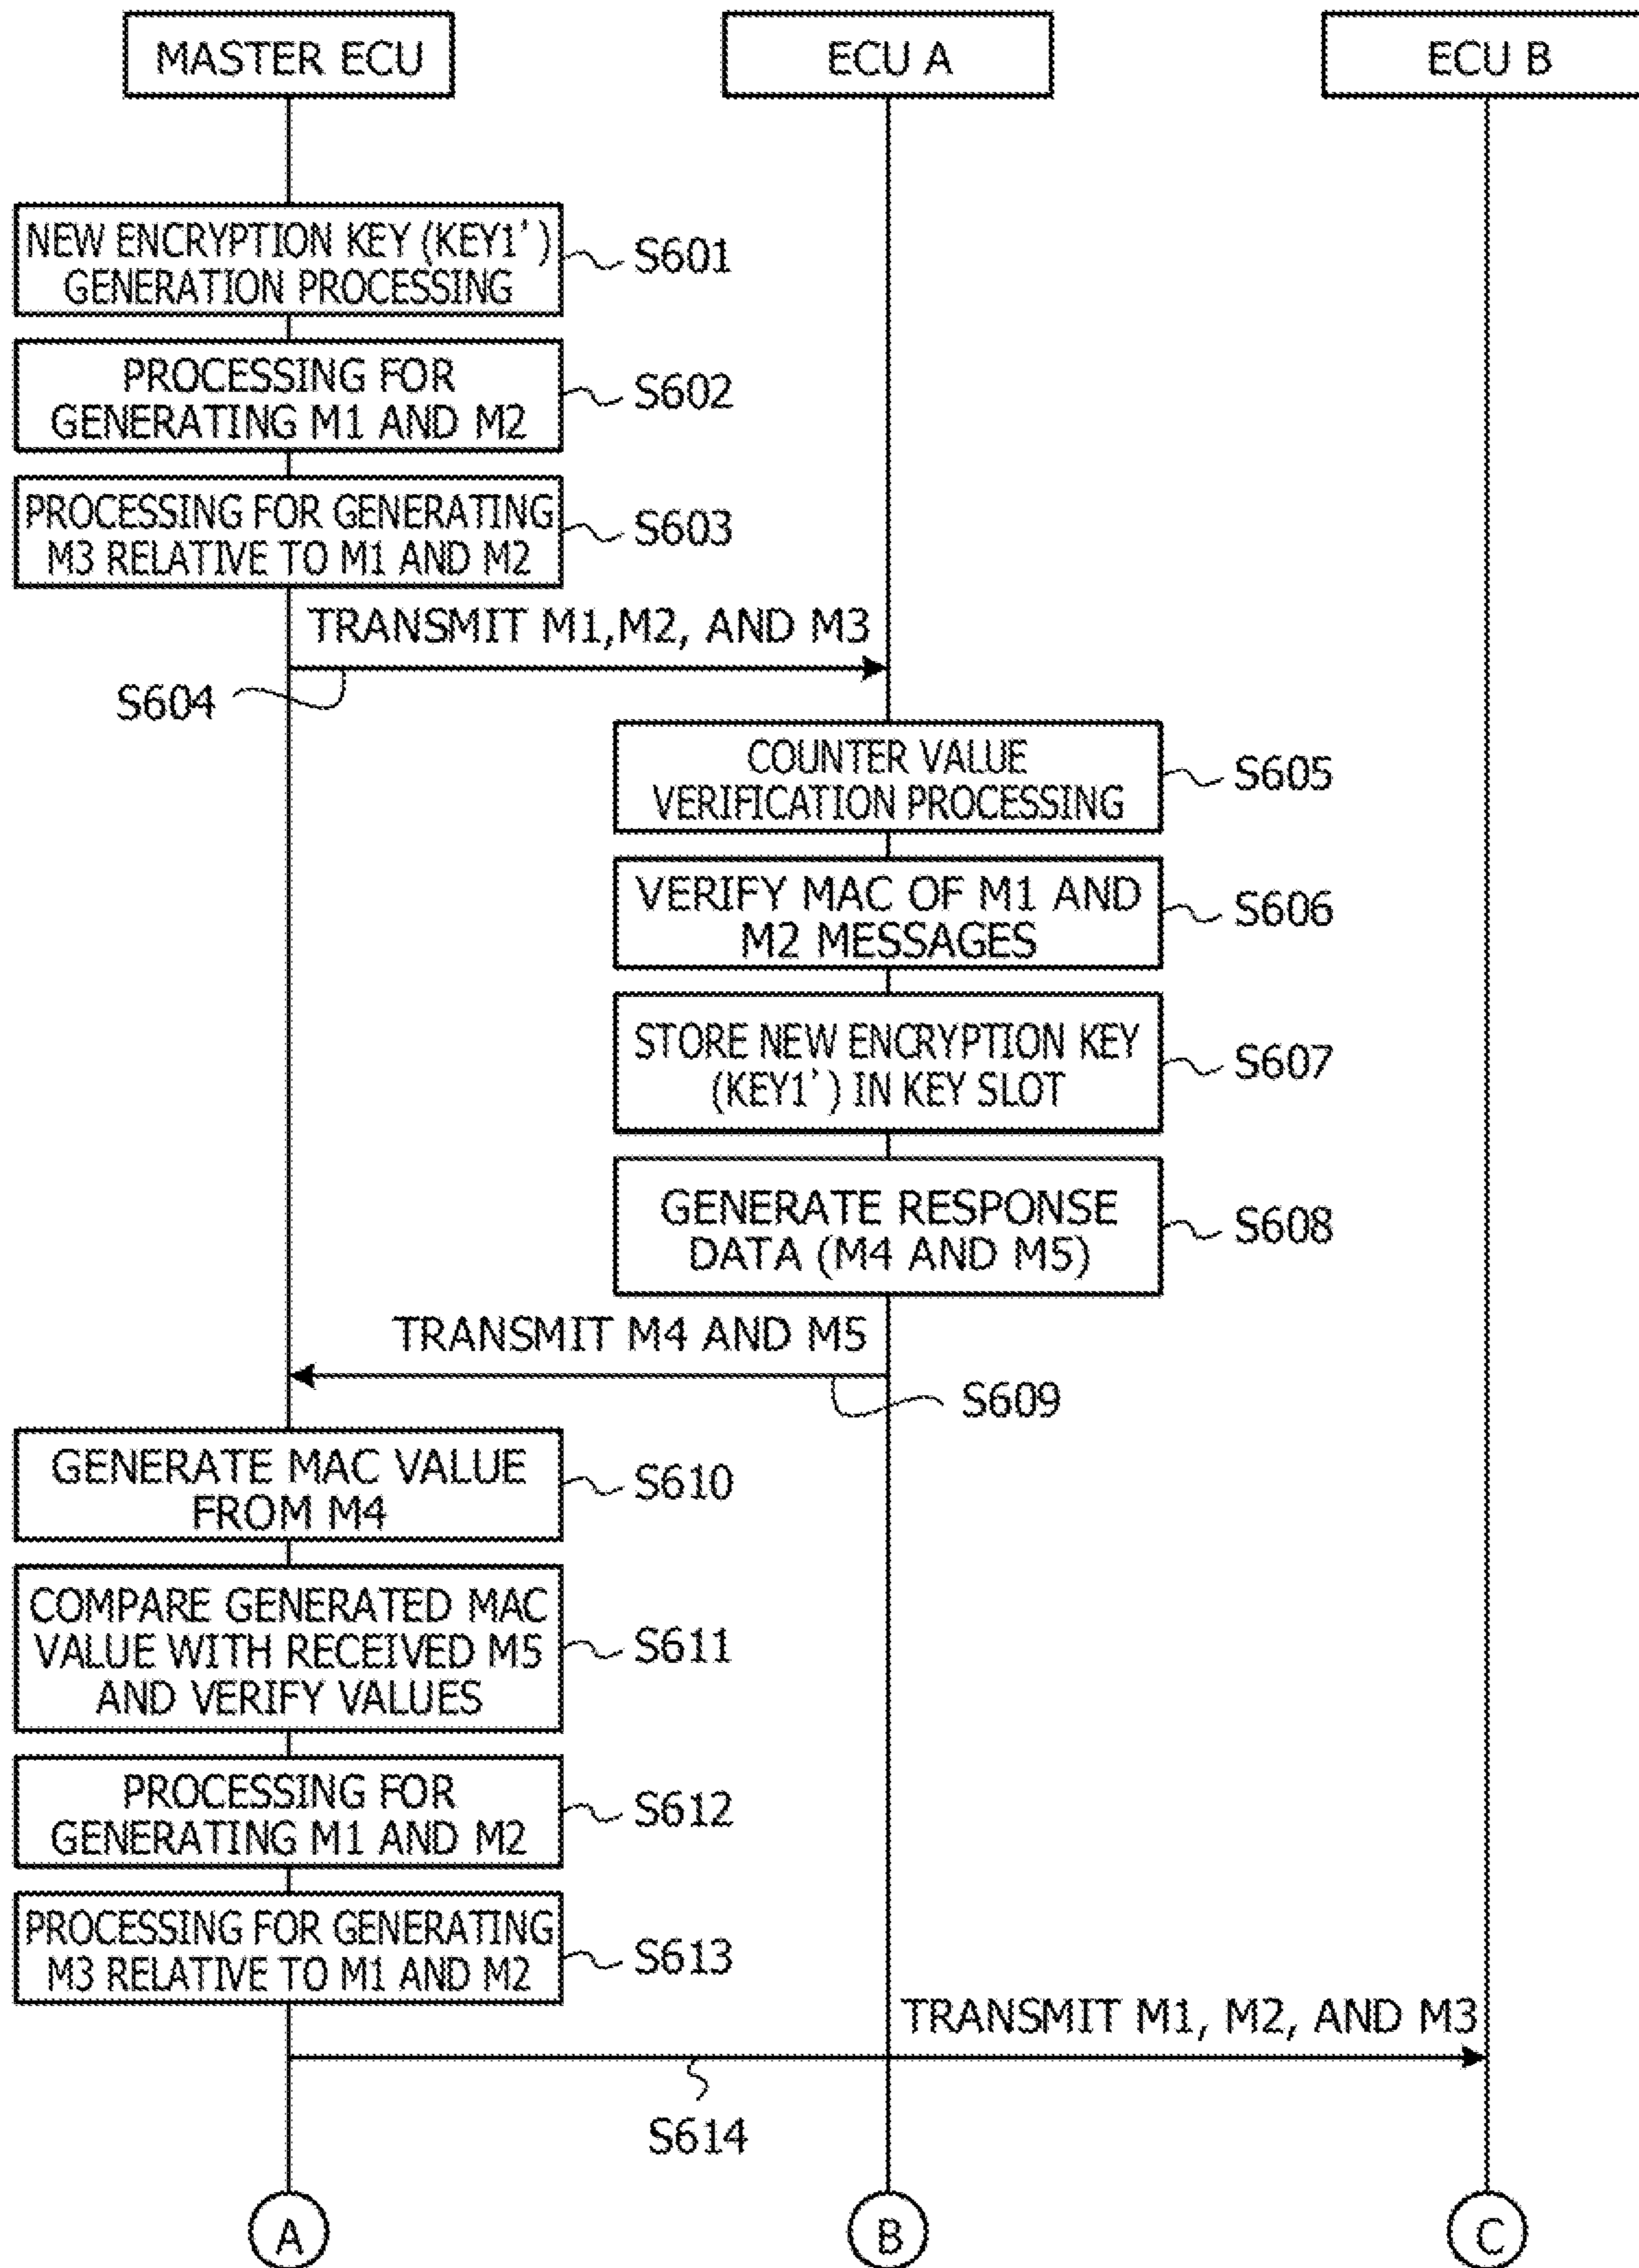 MASTER ECU
ECU A
ECU B
NEW ENCRYPTION KEY (KEY1')
GENERATION PROCESSING
S601
PROCESSING FOR
GENERATING M1 AND M2
S602
PROCESSING FOR GENERATING
M3 RELATIVE TO M1 AND M2
S603
TRANSMIT M1,M2, AND M3
S604
COUNTER VALUE
VERIFICATION PROCESSING
S605
VERIFY MAC OF M1 AND
M2 MESSAGES
S606
STORE NEW ENCRYPTION KEY
(KEY1') IN KEY SLOT
S607
GENERATE RESPONSE
DATA (M4 AND M5)
S608
TRANSMIT M4 AND M5
S609
GENERATE MAC VALUE
FROM M4
S610
COMPARE GENERATED MAC
VALUE WITH RECEIVED M5
AND VERIFY VALUES
S611
PROCESSING FOR
GENERATING M1 AND M2
S612
PROCESSING FOR GENERATING
M3 RELATIVE TO M1 AND M2
S613
TRANSMIT M1, M2, AND M3
S614
A
B
C